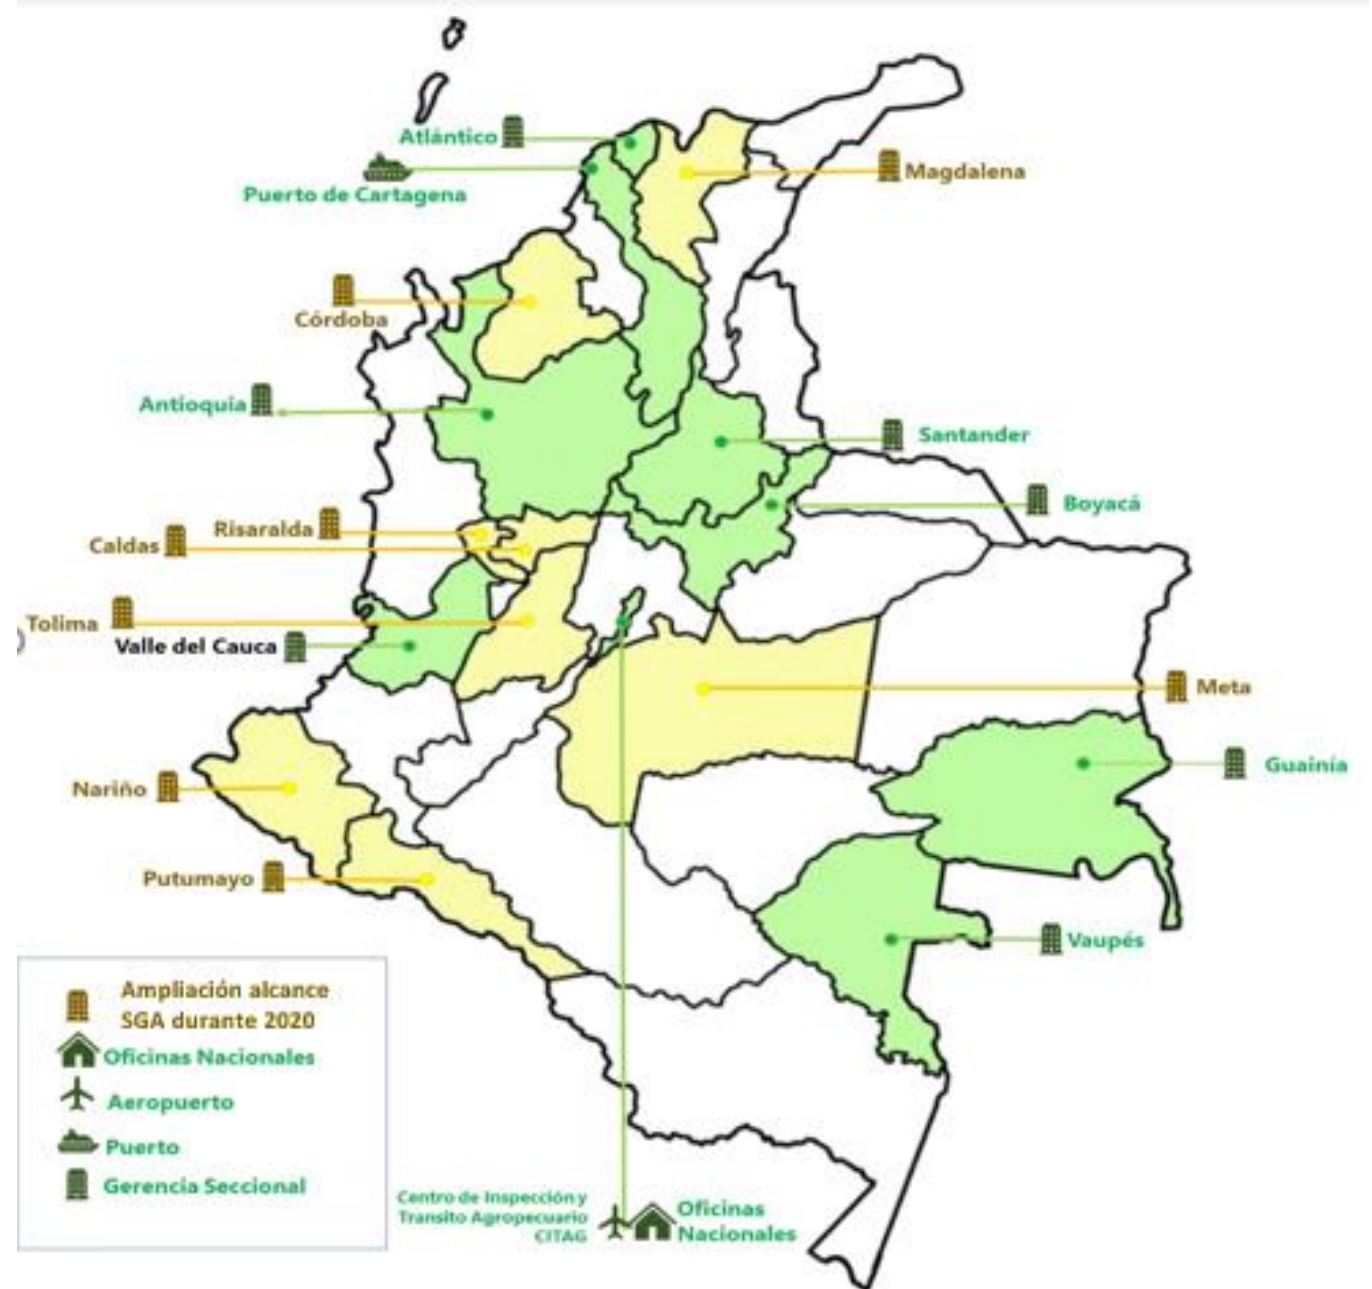 Atlántico
Puerto de Cartagena
Magdalena
Córdoba
Antioquia
Santander
Boyacá
Risaralda
Caldas
Tolima
Valle del Cauca
Meta
Guainía
Nariño
Putumayo
Vaupés
Ampliación alcance
SGA durante 2020
Oficinas Nacionales
Aeropuerto
Puerto
Gerencia Seccional
Centro de Inspección y
Transito Agropecuario
CITAG
Oficinas
Nacionales